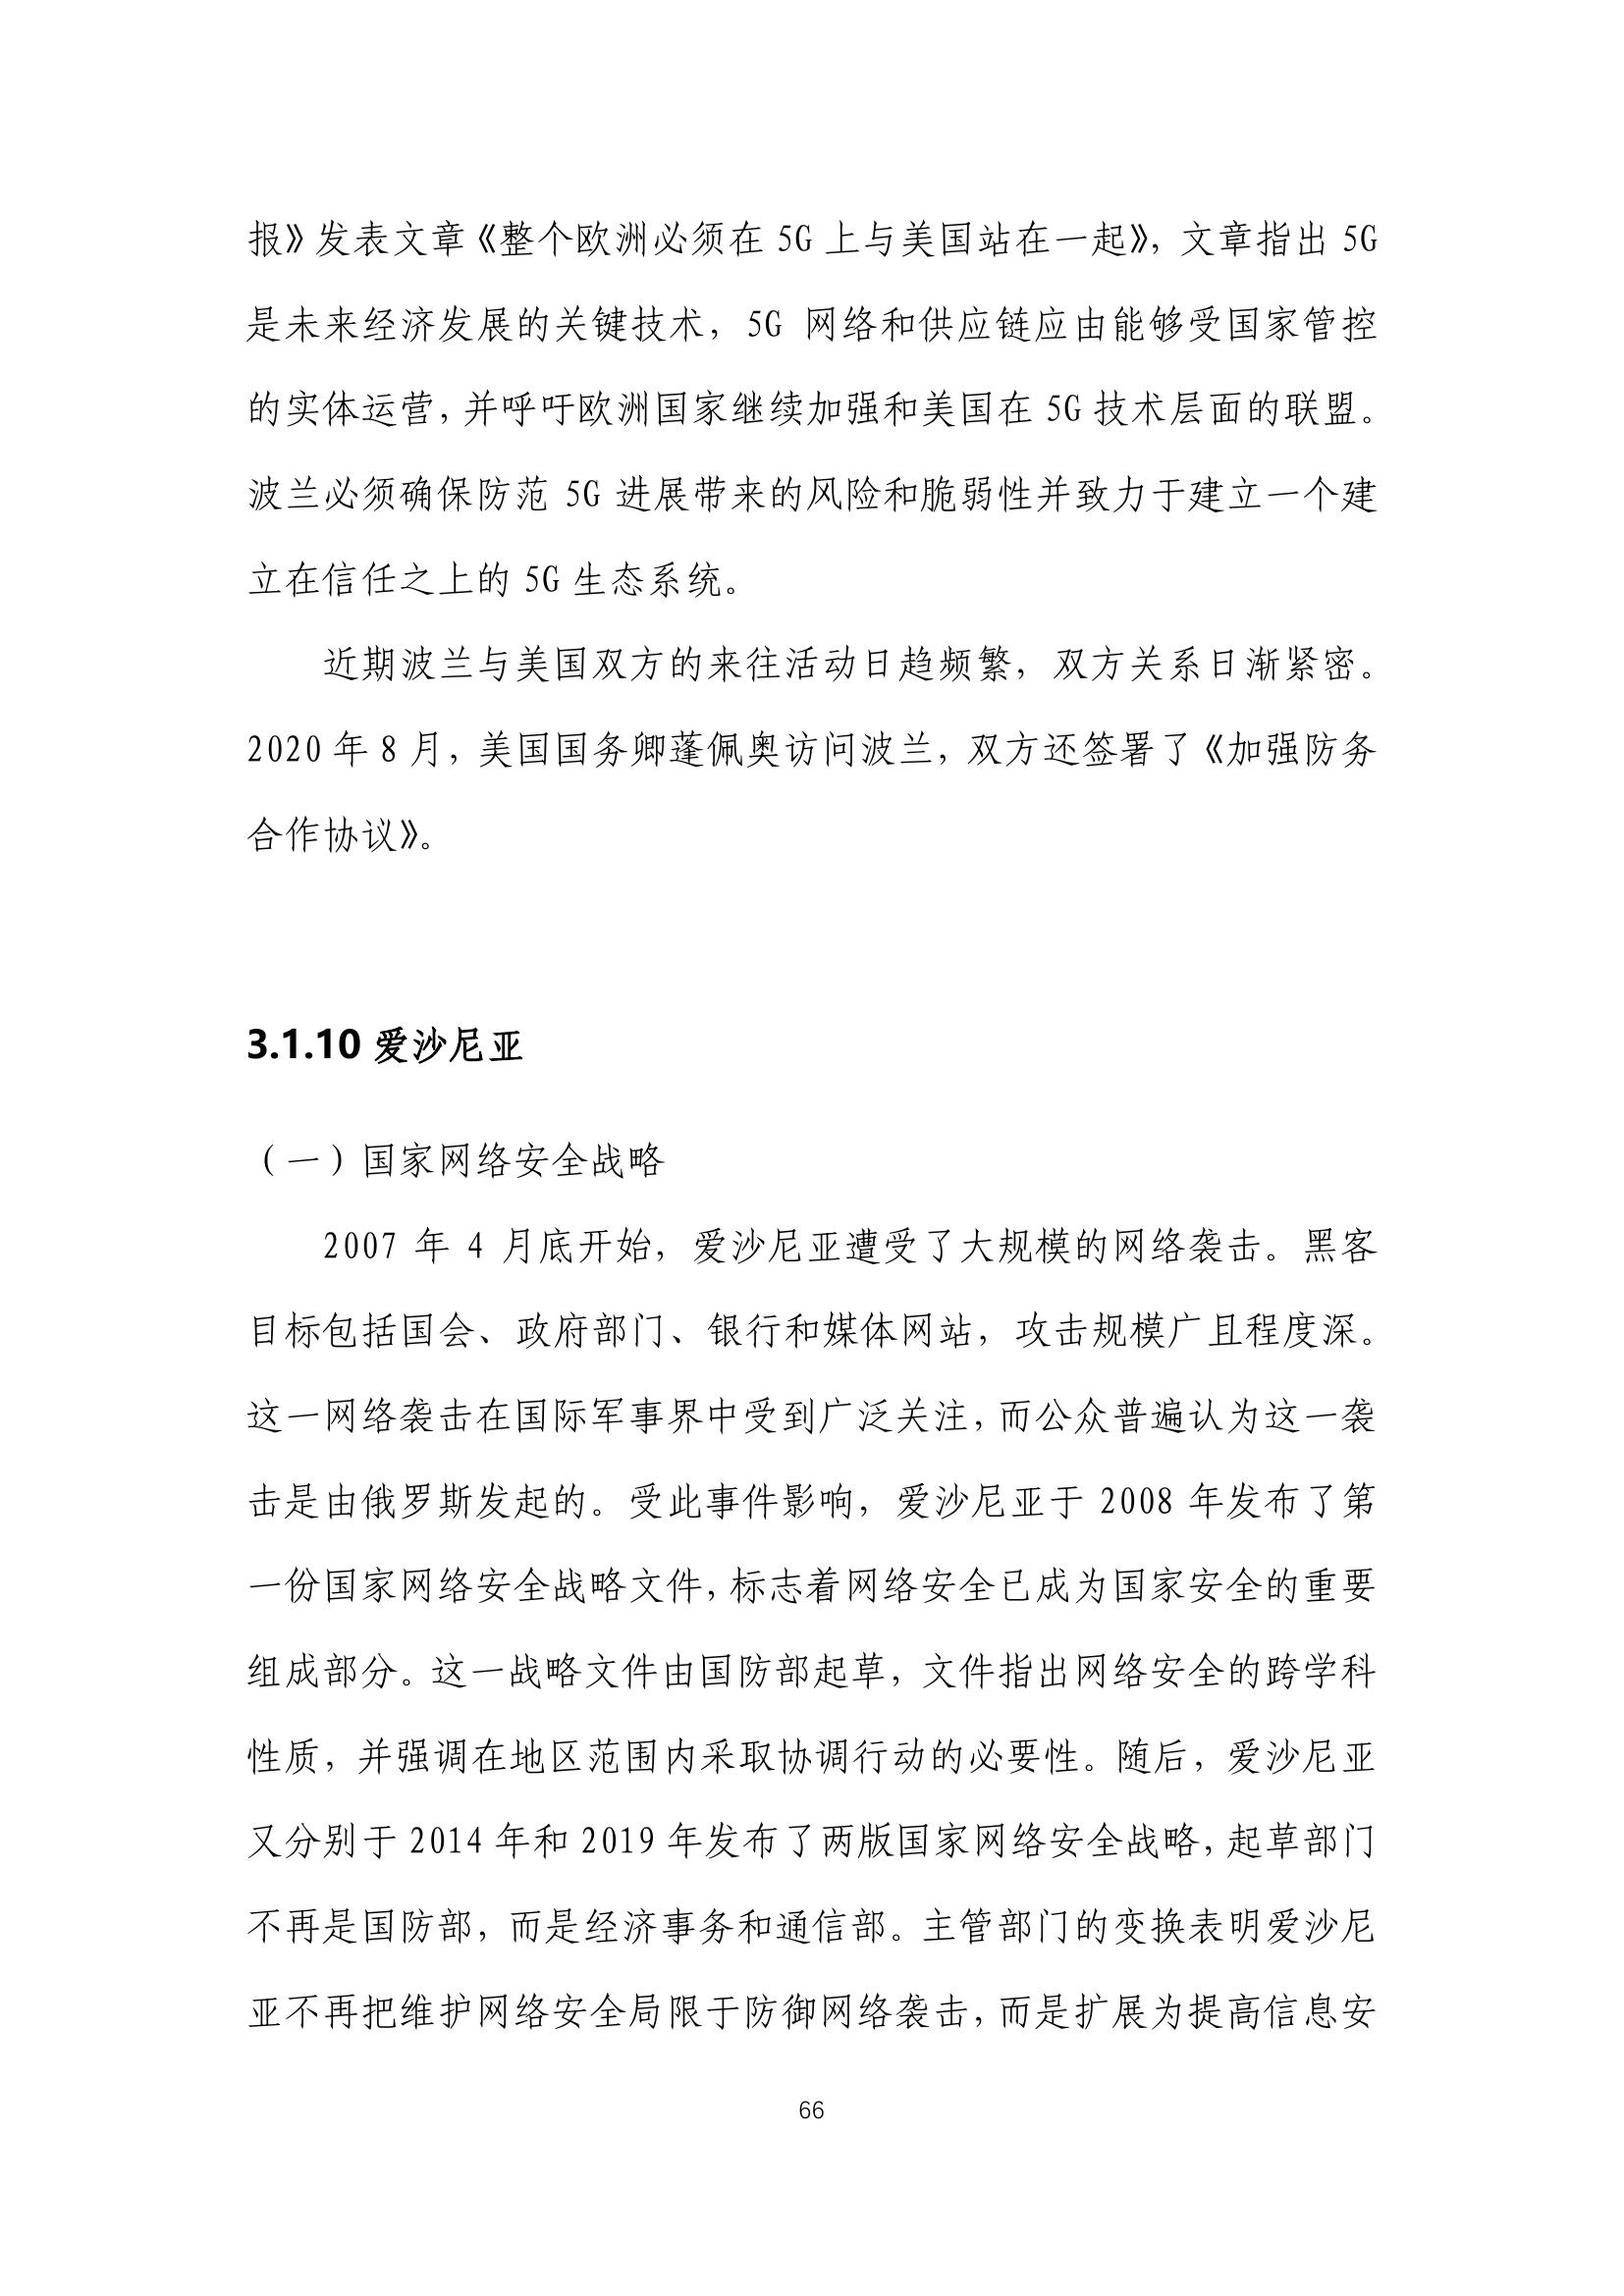 报》发表文章《整个欧洲必须在 5G 上与美国站在一起》，文章指出 5G
是未来经济发展的关键技术，5G 网络和供应链应由能够受国家管控
的实体运营，并呼吁欧洲国家继续加强和美国在 5G 技术层面的联盟。
波兰必须确保防范 5G 进展带来的风险和脆弱性并致力于建立一个建
立在信任之上的 5G 生态系统。
近期波兰与美国双方的来往活动日趋频繁，双方关系日渐紧密。
2020 年 8 月，美国国务卿蓬佩奥访问波兰，双方还签署了《加强防务
合作协议》。
3.1.10 爱沙尼亚
（一）国家网络安全战略
2007 年 4 月底开始，爱沙尼亚遭受了大规模的网络袭击。黑客
目标包括国会、政府部门、银行和媒体网站，攻击规模广且程度深。
这一网络袭击在国际军事界中受到广泛关注，而公众普遍认为这一袭
击是由俄罗斯发起的。受此事件影响，爱沙尼亚于 2008 年发布了第
一份国家网络安全战略文件，标志着网络安全已成为国家安全的重要
组成部分。这一战略文件由国防部起草，文件指出网络安全的跨学科
性质，并强调在地区范围内采取协调行动的必要性。随后，爱沙尼亚
又分别于 2014 年和 2019 年发布了两版国家网络安全战略，起草部门
不再是国防部，而是经济事务和通信部。主管部门的变换表明爱沙尼
亚不再把维护网络安全局限于防御网络袭击，而是扩展为提高信息安
66